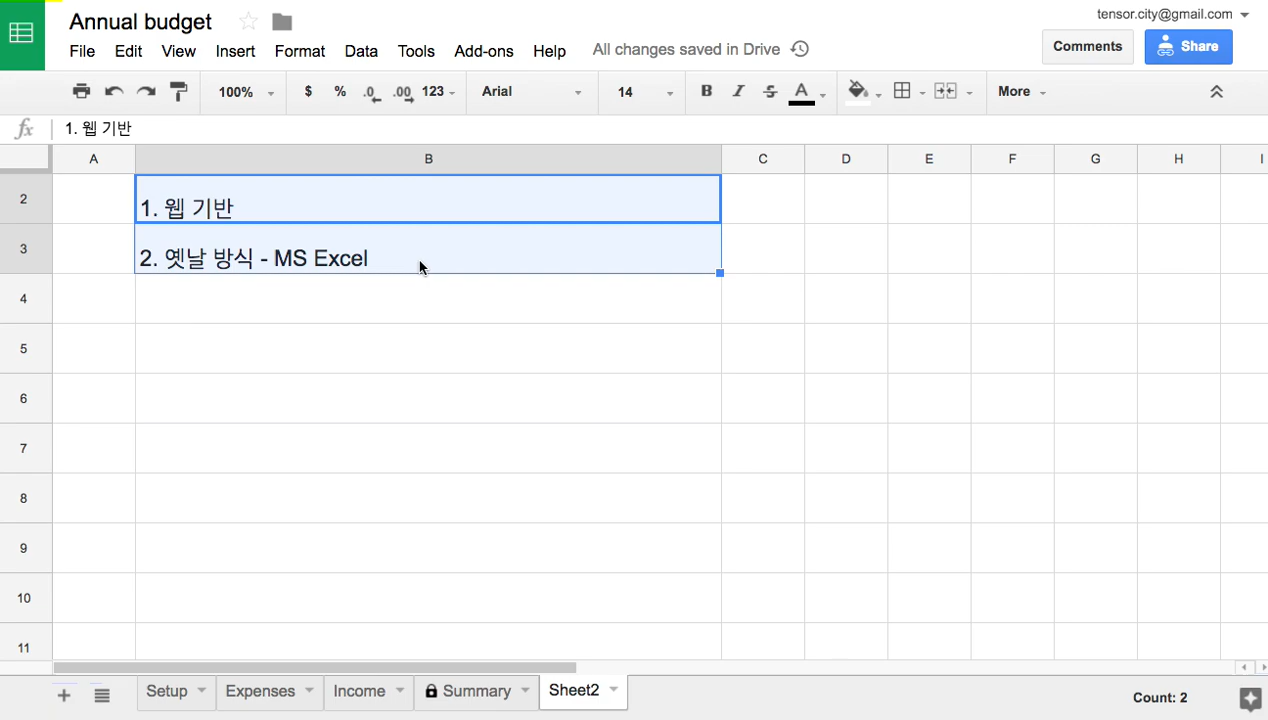 Annual budget
tensor.city@gmail.com
File Edit View Insert Format Data Tools Add-ons Help All changes saved in Drive
Comments Share
100% $ % .0 .00 123 Arial 14 B I S A More
fx 1. 웹 기반
A B C D E F G H I
2 1. 웹 기반
3 2. 옛날 방식 - MS Excel
4
5
6
7
8
9
10
11
+ Setup Expenses Income Summary Sheet2 Count: 2